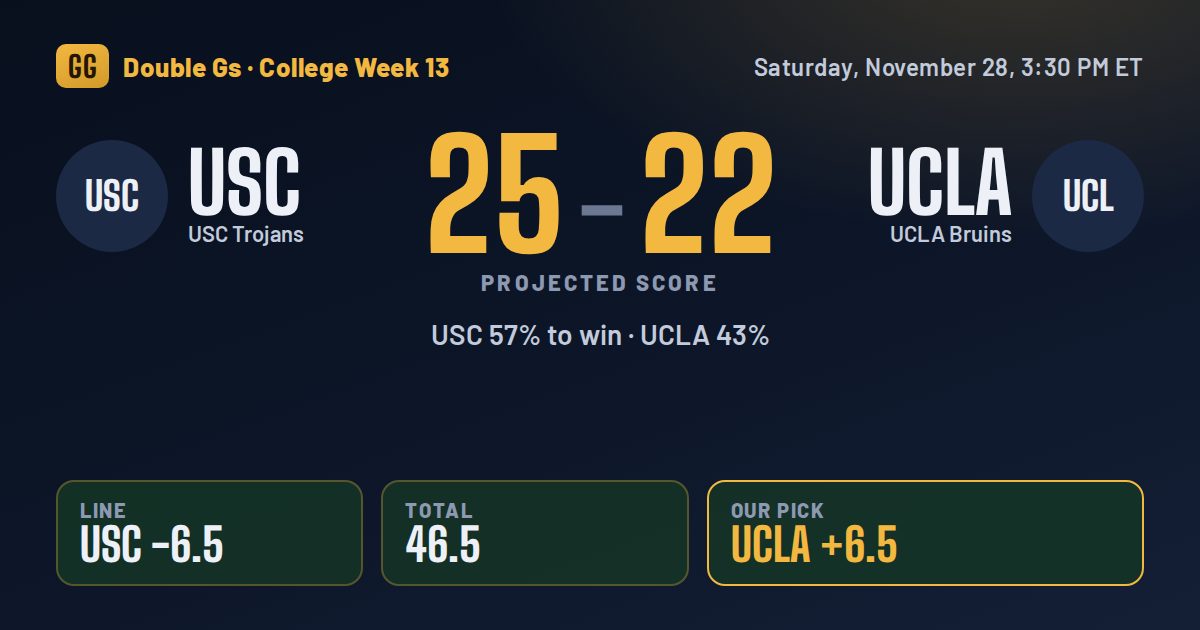 GG Double Gs · College Week 13
Saturday, November 28, 3:30 PM ET
USC
USC
USC Trojans
25 – 22
PROJECTED SCORE
USC 57% to win · UCLA 43%
UCLA
UCLA Bruins
UCL
LINE
USC −6.5
TOTAL
46.5
OUR PICK
UCLA +6.5